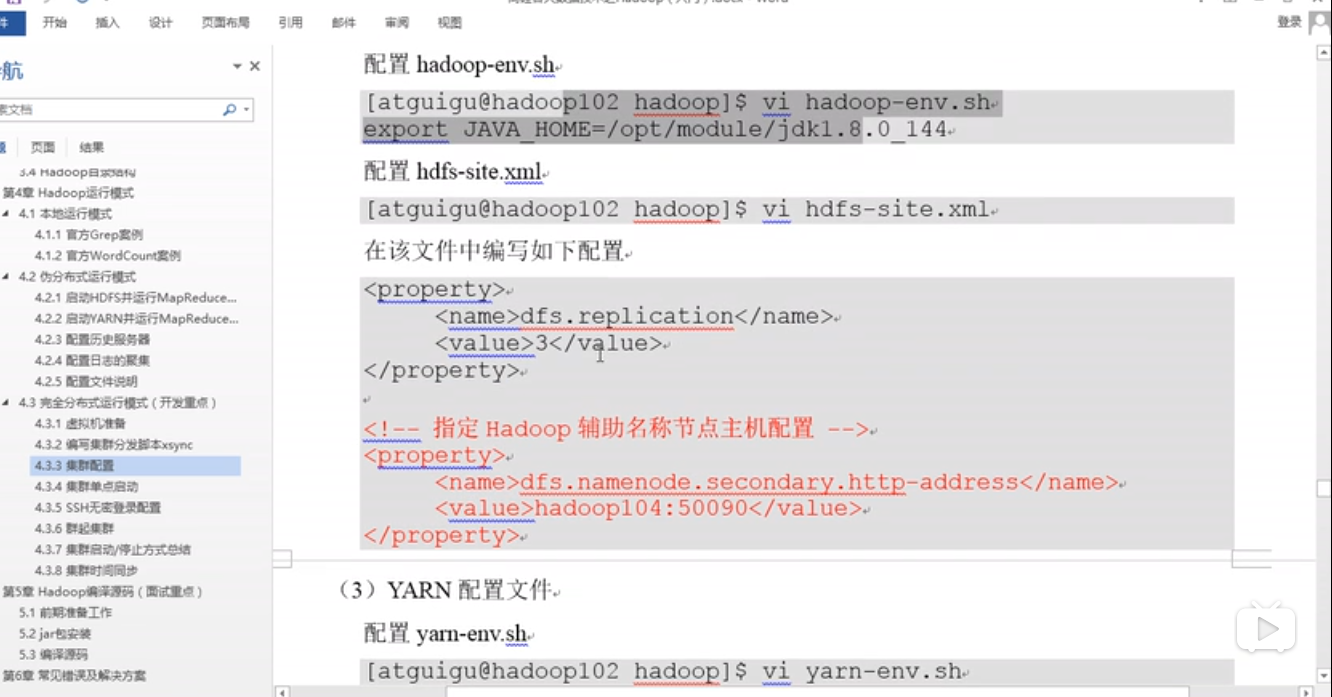 开始 插入 设计 页面布局 引用 邮件 审阅 视图
登录
航
页面 结果
3.4 Hadoop目录结构
第4章 Hadoop运行模式
4.1 本地运行模式
4.1.1 官方Grep案例
4.1.2 官方WordCount案例
4.2 伪分布式运行模式
4.2.1 启动HDFS并运行MapReduce...
4.2.2 启动YARN并运行MapReduce...
4.2.3 配置历史服务器
4.2.4 配置日志的聚集
4.2.5 配置文件说明
4.3 完全分布式运行模式（开发重点）
4.3.1 虚拟机准备
4.3.2 编写集群分发脚本xsync
4.3.3 集群配置
4.3.4 集群单点启动
4.3.5 SSH无密登录配置
4.3.6 群起集群
4.3.7 集群启动/停止方式总结
4.3.8 集群时间同步
第5章 Hadoop编译源码（面试重点）
5.1 前期准备工作
5.2 jar包安装
5.3 编译源码
第6章 常见错误及解决方案
配置 hadoop-env.sh
[atguigu@hadoop102 hadoop]$ vi hadoop-env.sh
export JAVA_HOME=/opt/module/jdk1.8.0_144
配置 hdfs-site.xml
[atguigu@hadoop102 hadoop]$ vi hdfs-site.xml
在该文件中编写如下配置
<property>
<name>dfs.replication</name>
<value>3</value>
</property>
<!-- 指定 Hadoop 辅助名称节点主机配置 -->
<property>
<name>dfs.namenode.secondary.http-address</name>
<value>hadoop104:50090</value>
</property>
（3）YARN 配置文件
配置 yarn-env.sh
[atguigu@hadoop102 hadoop]$ vi yarn-env.sh